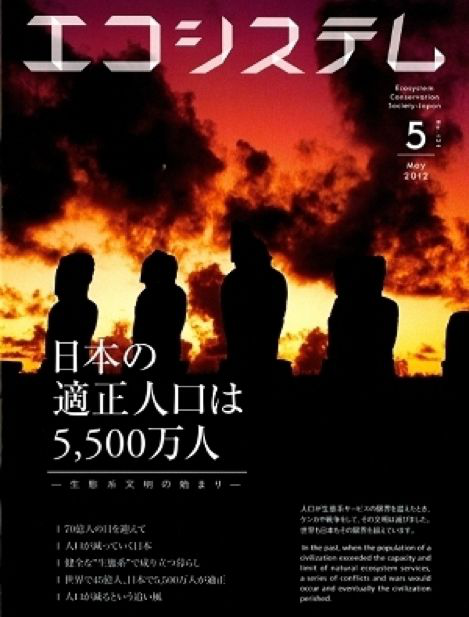 エコシステム
Ecosystem
Conservation
Society-Japan
5
May
2012
日本の
適正人口は
5,500万人
―生態系文明の始まり―
| 70億人の日を迎えて
| 人口が減っていく日本
| 健全な"生態系"で成り立つ暮らし
| 世界で45億人、日本で5,500万人が適正
| 人口が減るという追い風
人口が生態系サービスの限界を超えたとき、
ケンカや戦争をして、その文明は滅びました。
世界も日本もその限界を超えています。
In the past, when the population of a
civilization exceeded the capacity and
limit of natural ecosystem services,
a series of conflicts and wars would
occur and eventually the civilization
perished.